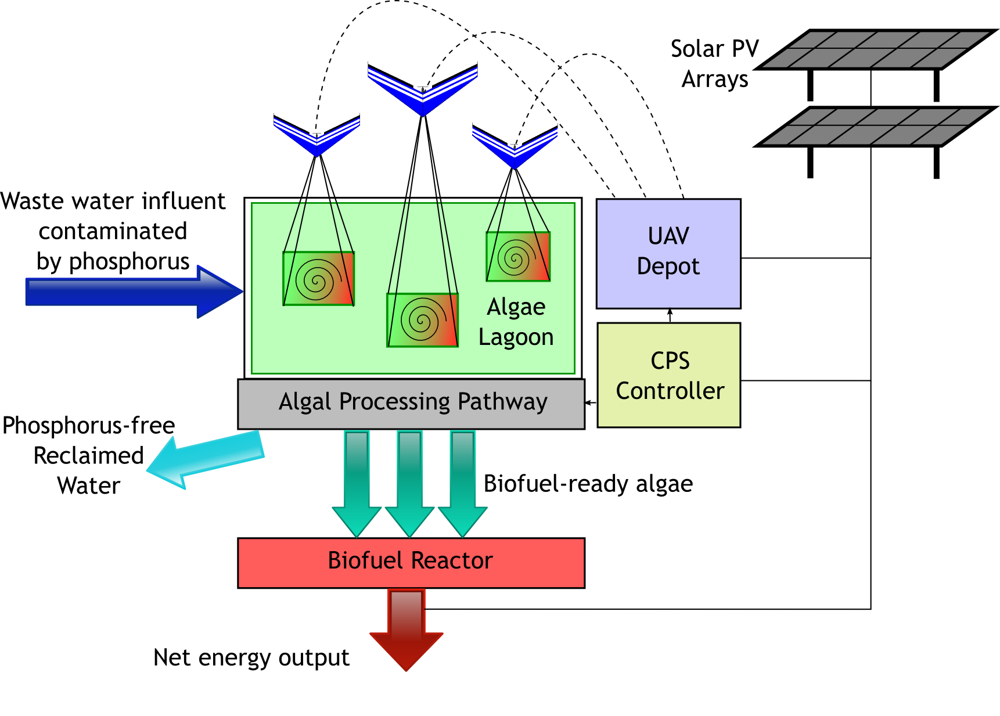 Solar PV
Arrays
Waste water influent
contaminated
by phosphorus
UAV
Depot
Algae
Lagoon
CPS
Controller
Algal Processing Pathway
Phosphorus-free
Reclaimed
Water
Biofuel-ready algae
Biofuel Reactor
Net energy output